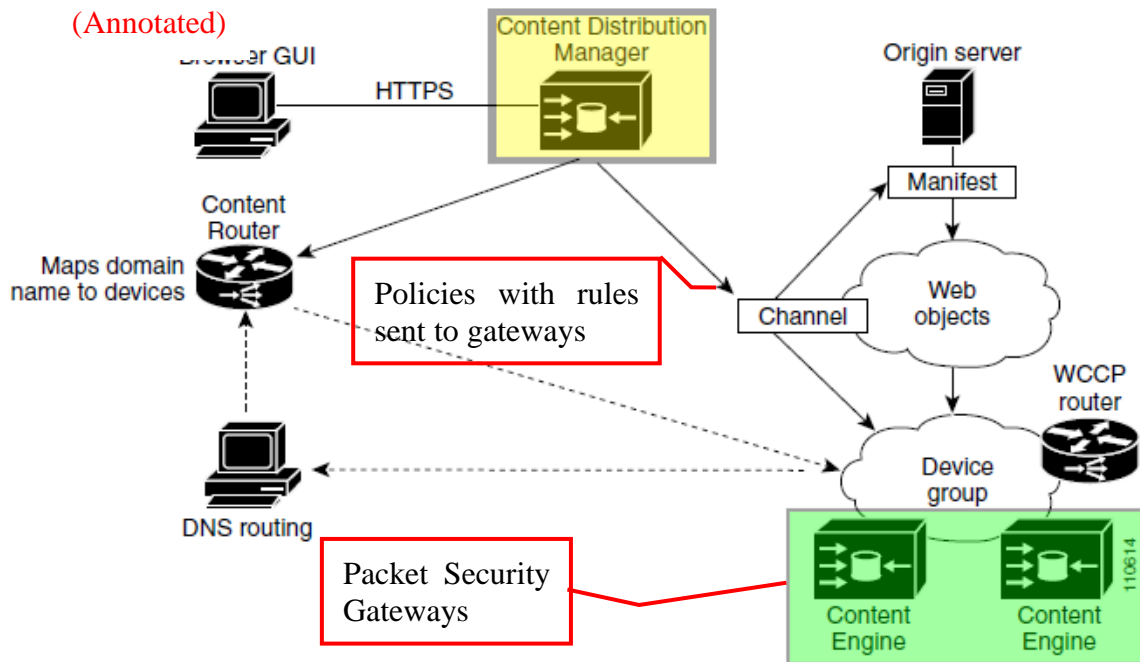 (Annotated)
Browser GUI
HTTPS
Content Distribution
Manager
Origin server
Manifest
Content
Router
Maps domain
name to devices
Policies with rules
sent to gateways
Channel
Web
objects
WCCP
router
Device
group
DNS routing
Packet Security
Gateways
Content
Engine
Content
Engine
110614